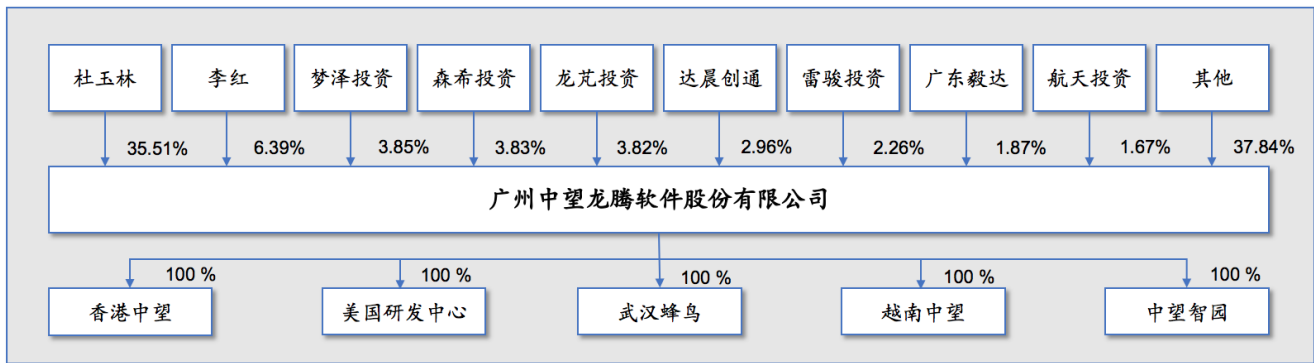 杜玉林 李红 梦泽投资 森希投资 龙芃投资 达晨创通 雷骏投资 广东毅达 航天投资 其他
35.51% 6.39% 3.85% 3.83% 3.82% 2.96% 2.26% 1.87% 1.67% 37.84%
广州中望龙腾软件股份有限公司
100 % 100 % 100 % 100 % 100 %
香港中望 美国研发中心 武汉蜂鸟 越南中望 中望智园